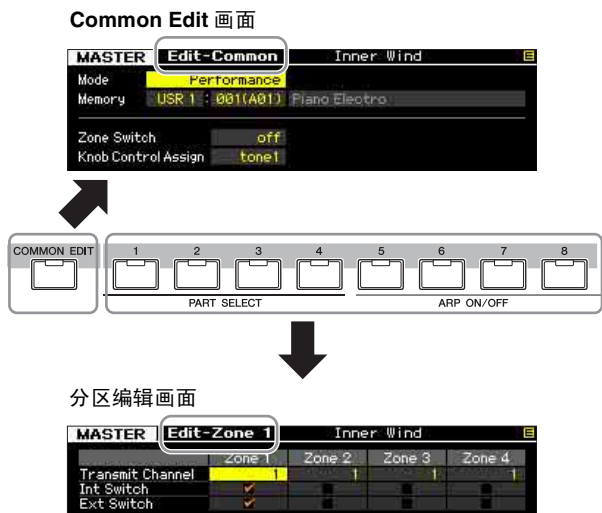 Common Edit 画面
MASTER Edit-Common Inner Wind
Mode Performance
Memory USR 1 : 001(A01) Piano Electro
Zone Switch off
Knob Control Assign tone1
COMMON EDIT 1 2 3 4 5 6 7 8
PART SELECT ARP ON/OFF
分区编辑画面
MASTER Edit-Zone 1 Inner Wind
Zone 1 Zone 2 Zone 3 Zone 4
Transmit Channel 1 1 1 1
Int Switch
Ext Switch